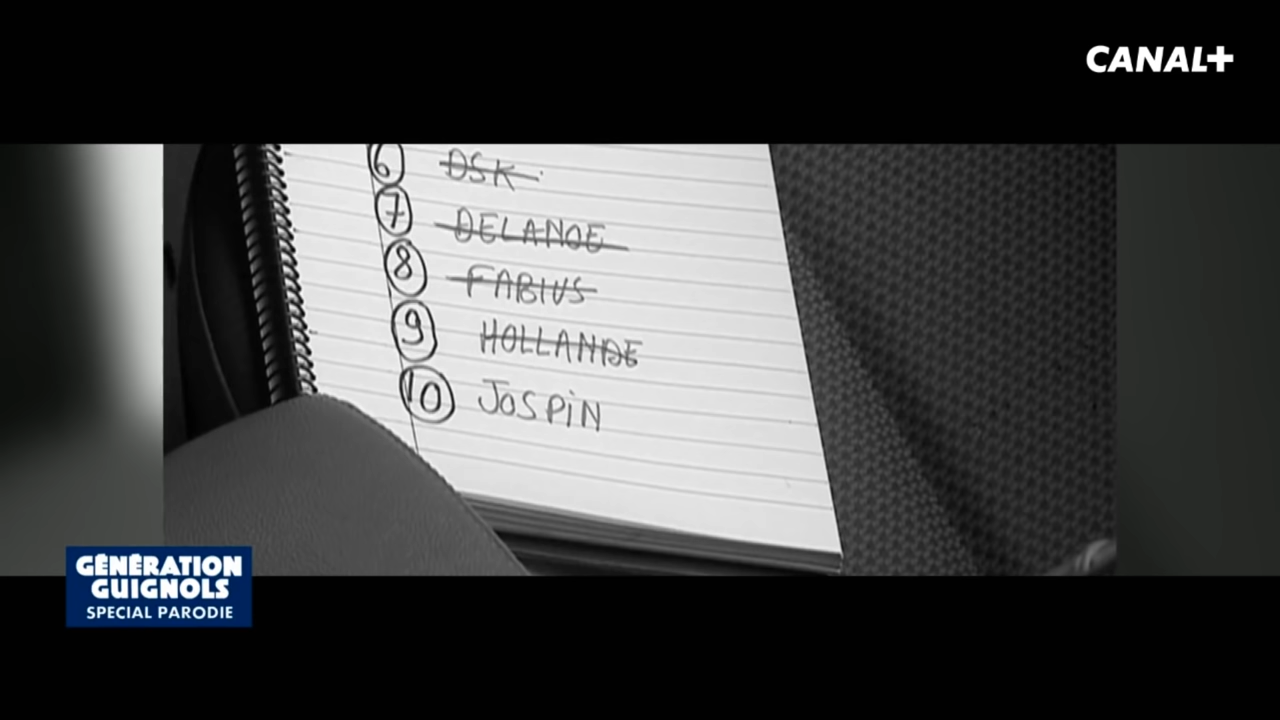 CANAL+
6 DSK
7 DELANOE
8 FABIUS
9 HOLLANDE
10 JOSPiN
GÉNÉRATION
GUIGNOLS
SPECIAL PARODIE